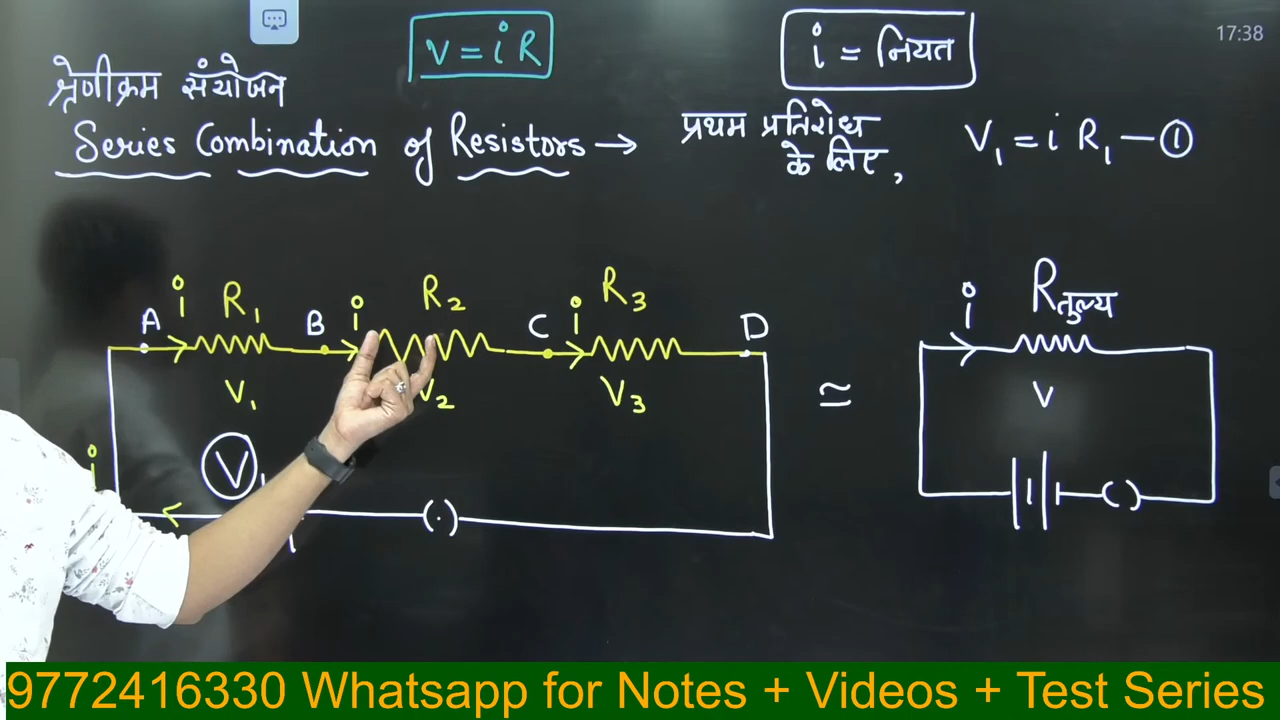 V = i R
i = नियत
17:38
श्रेणीक्रम संयोजन
Series Combination of Resistors →
प्रथम प्रतिरोध
के लिए,
V₁ = i R₁ — ①
i R₁
i R₂
i R₃
A B C D
V₁ V₂ V₃
i
V
≃
i R तुल्य
V
9772416330 Whatsapp for Notes + Videos + Test Series